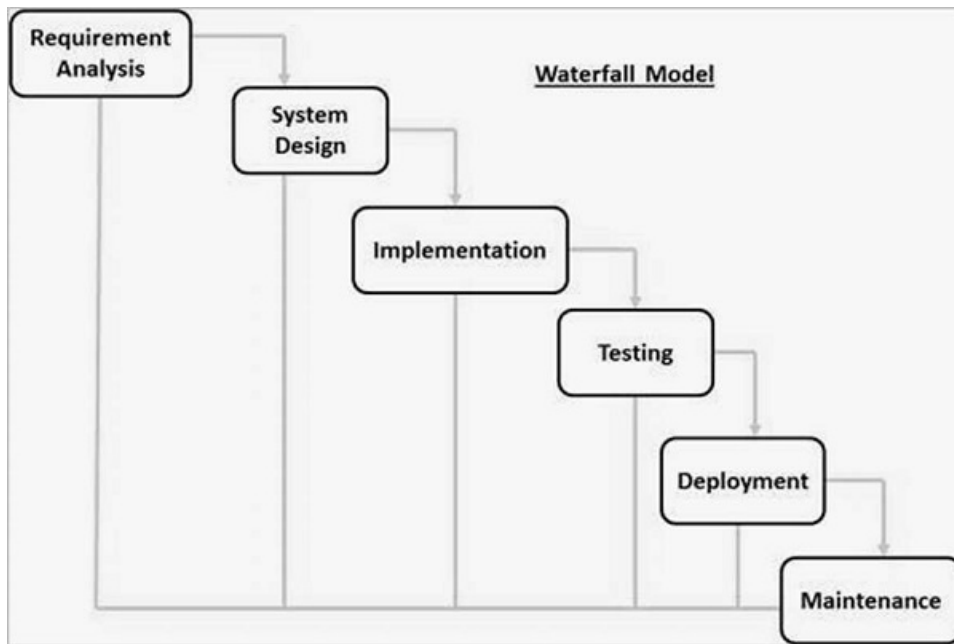 Requirement
Analysis
Waterfall Model
System
Design
Implementation
Testing
Deployment
Maintenance